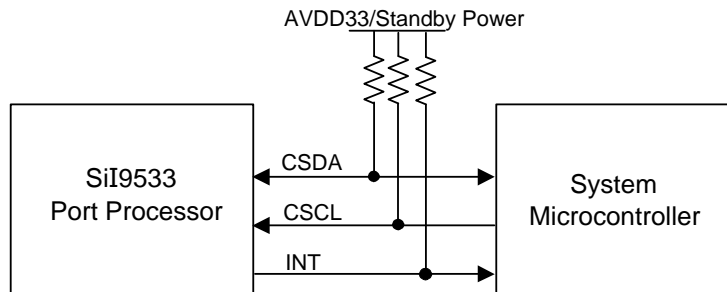 AVDD33/Standby Power
SiI9533
Port Processor
CSDA
CSCL
INT
System
Microcontroller